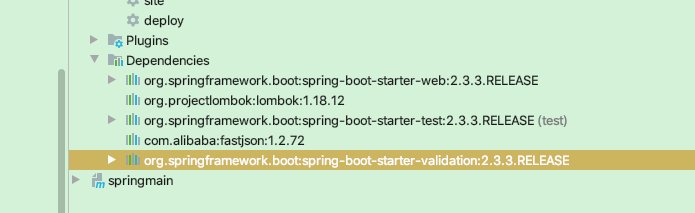 site
deploy
Plugins
Dependencies
org.springframework.boot:spring-boot-starter-web:2.3.3.RELEASE
org.projectlombok:lombok:1.18.12
org.springframework.boot:spring-boot-starter-test:2.3.3.RELEASE (test)
com.alibaba:fastjson:1.2.72
org.springframework.boot:spring-boot-starter-validation:2.3.3.RELEASE
springmain